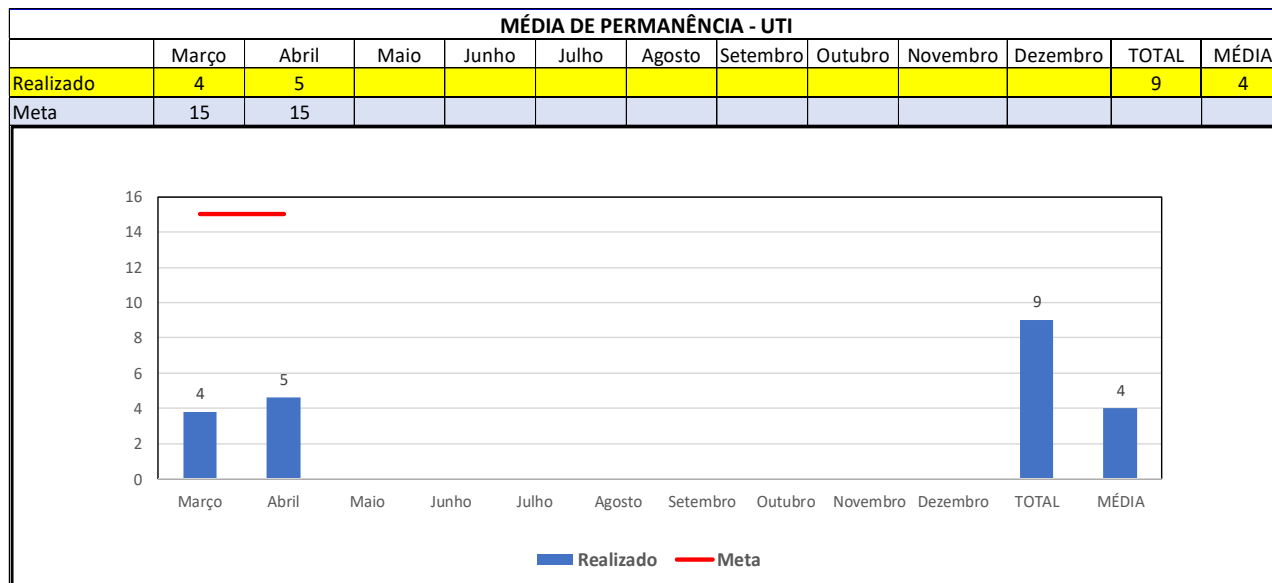 MÉDIA DE PERMANÊNCIA - UTI
Março Abril Maio Junho Julho Agosto Setembro Outubro Novembro Dezembro TOTAL MÉDIA
Realizado 4 5 9 4
Meta 15 15
16
14
12
10
8
6
4
2
0
4
5
9
4
Março Abril Maio Junho Julho Agosto Setembro Outubro Novembro Dezembro TOTAL MÉDIA
Realizado Meta